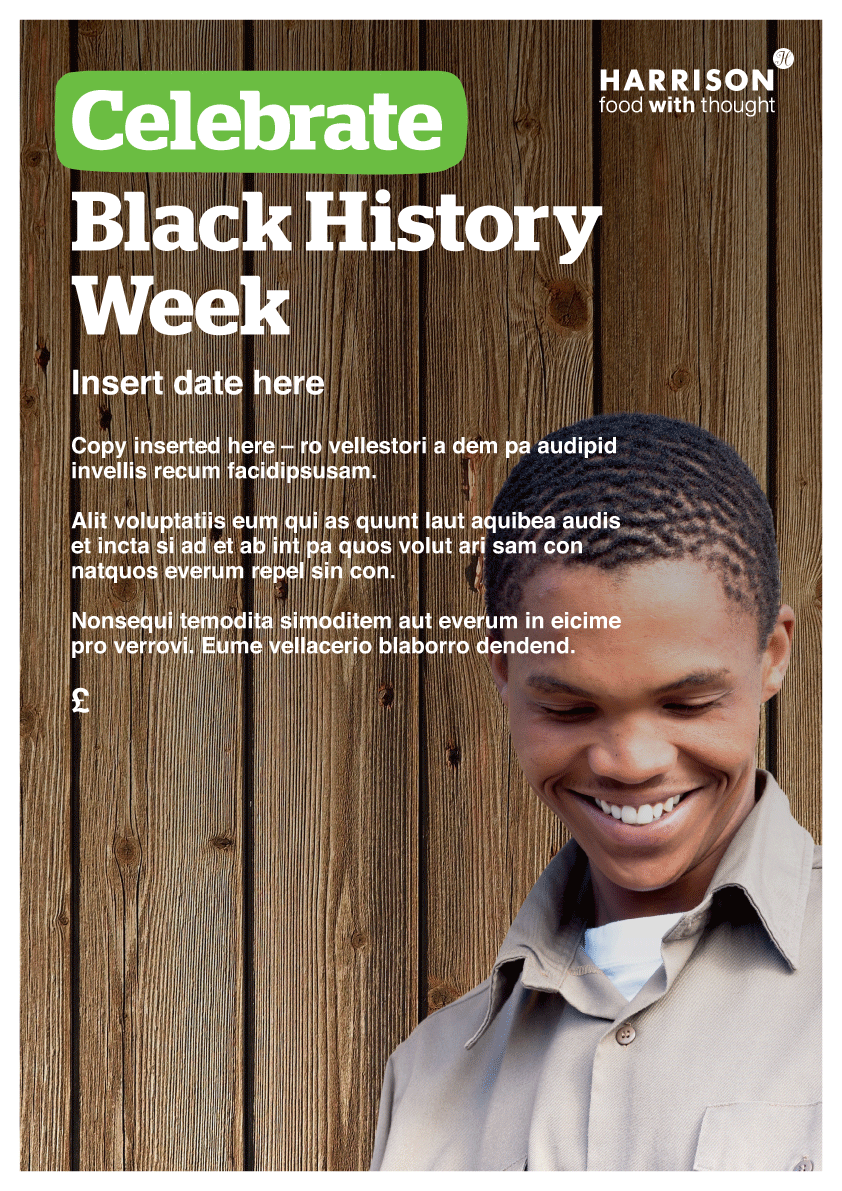 Celebrate
HARRISON
food with thought
Black History
Week
Insert date here
Copy inserted here – ro vellestori a dem pa audipid
invellis recum facidipsusam.
Alit voluptatiis eum qui as quunt laut aquibea audis
et incta si ad et ab int pa quos volut ari sam con
natquos everum repel sin con.
Nonsequi temodita simoditem aut everum in eicime
pro verrovi. Eume vellacerio blaborro dendend.
£